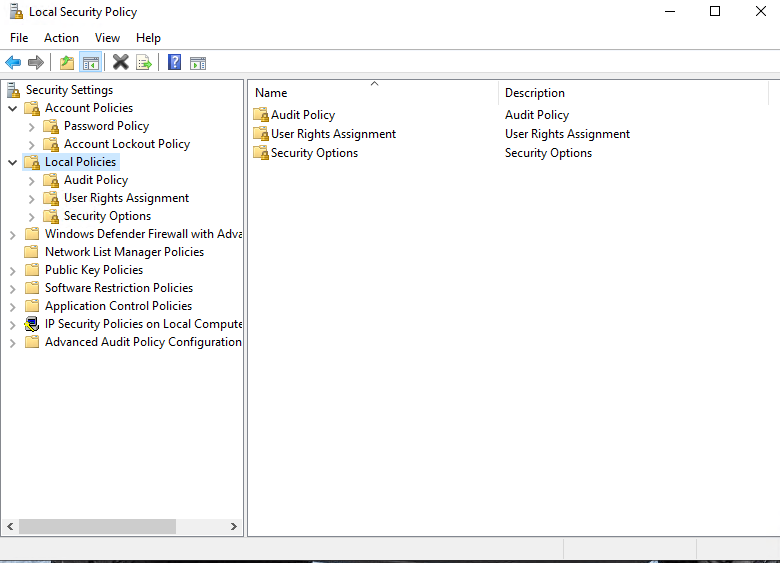 Local Security Policy
File Action View Help
Security Settings
Account Policies
Password Policy
Account Lockout Policy
Local Policies
Audit Policy
User Rights Assignment
Security Options
Windows Defender Firewall with Adva
Network List Manager Policies
Public Key Policies
Software Restriction Policies
Application Control Policies
IP Security Policies on Local Compute
Advanced Audit Policy Configuration
Name Description
Audit Policy Audit Policy
User Rights Assignment User Rights Assignment
Security Options Security Options